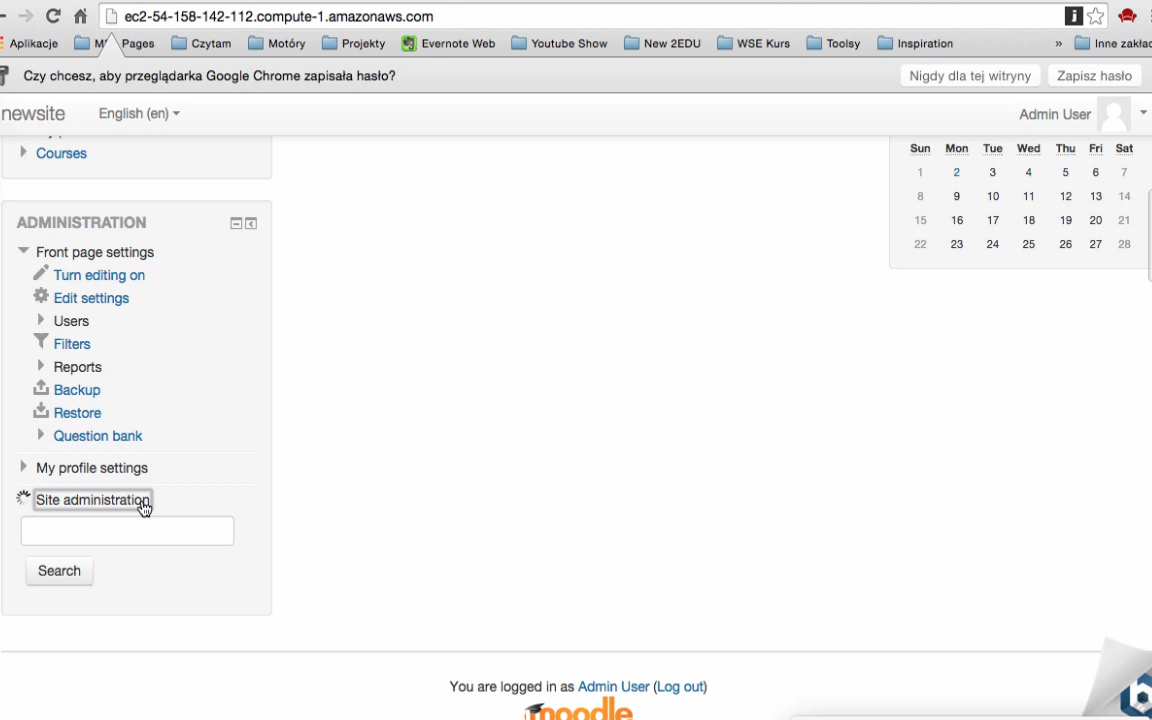 ec2-54-158-142-112.compute-1.amazonaws.com
Aplikacje Pages Czytam Motóry Projekty Evernote Web Youtube Show New 2EDU WSE Kurs Toolsy Inspiration » Inne zakład
Czy chcesz, aby przeglądarka Google Chrome zapisała hasło? Nigdy dla tej witryny Zapisz hasło
newsite English (en) Admin User
Courses
Sun Mon Tue Wed Thu Fri Sat
1 2 3 4 5 6 7
8 9 10 11 12 13 14
15 16 17 18 19 20 21
22 23 24 25 26 27 28
ADMINISTRATION
Front page settings
Turn editing on
Edit settings
Users
Filters
Reports
Backup
Restore
Question bank
My profile settings
Site administration
Search
You are logged in as Admin User (Log out)
moodle